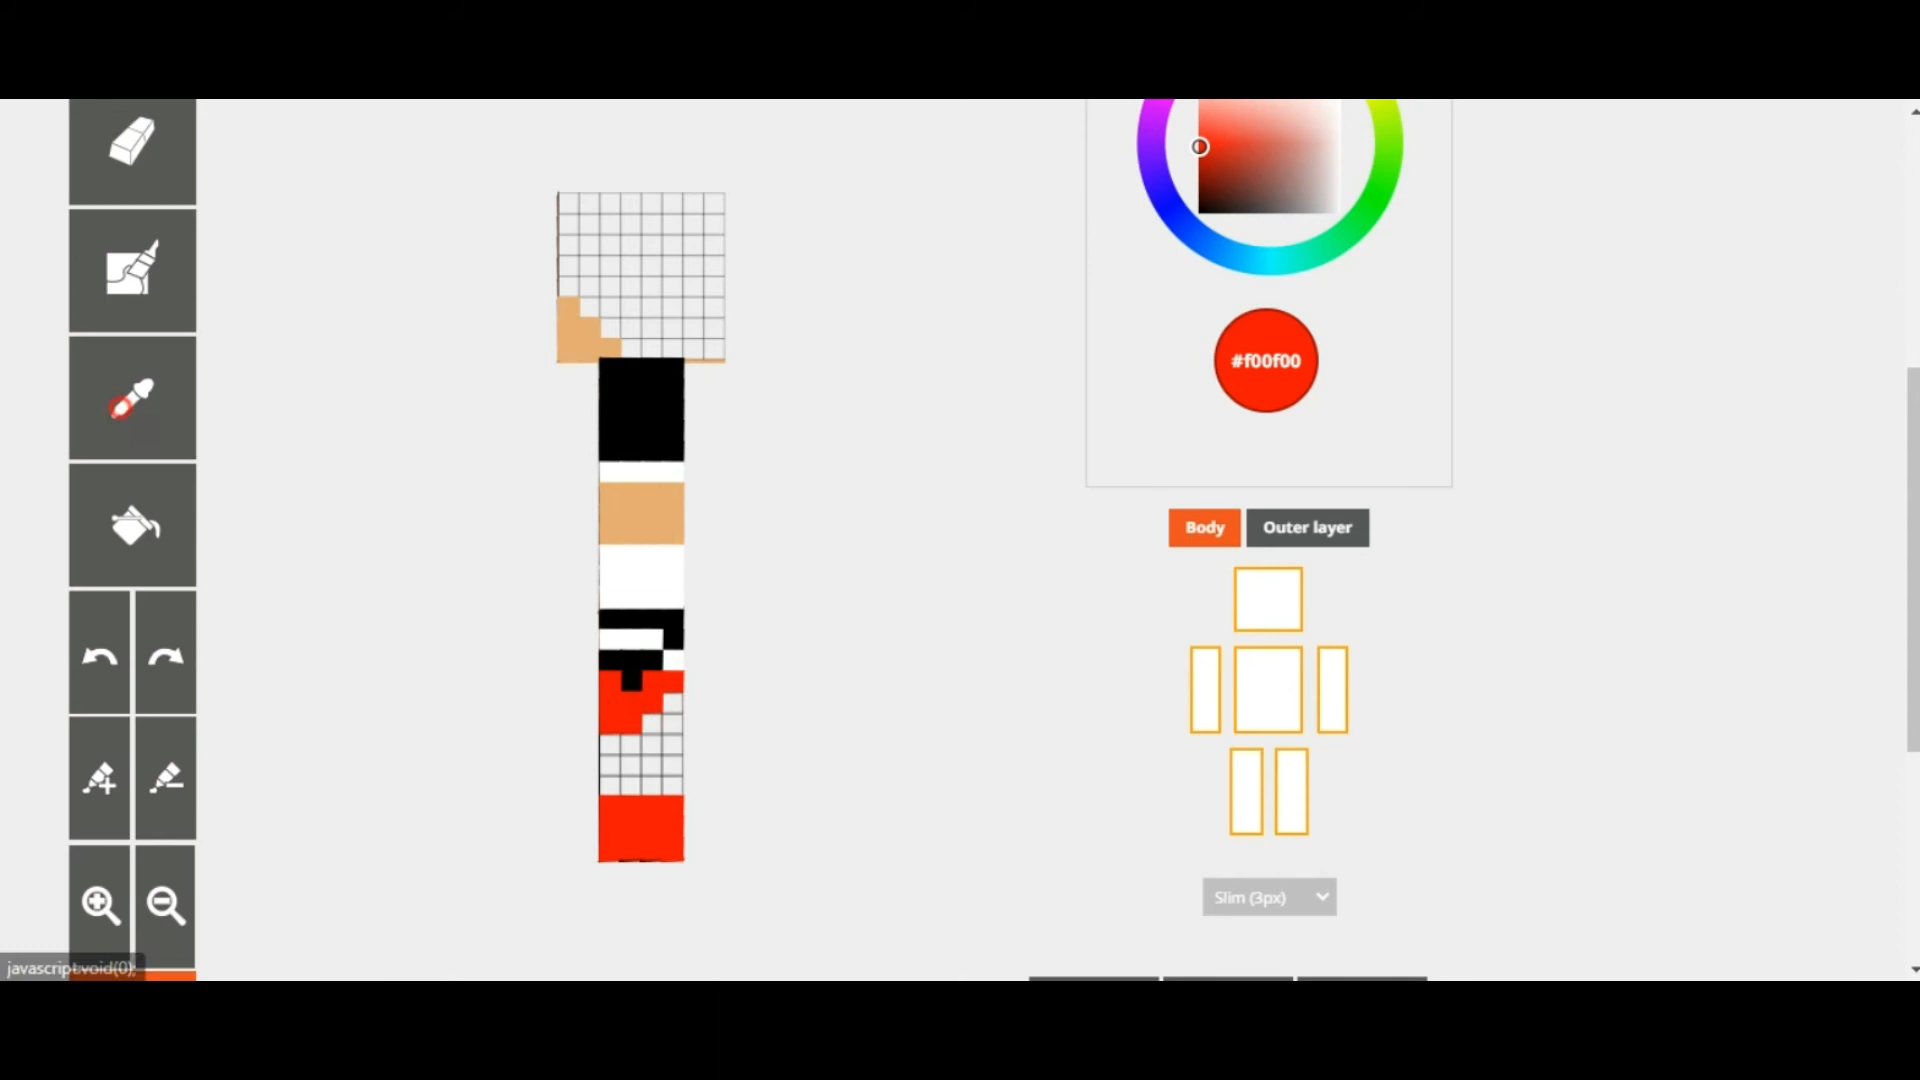 #f00f00
Body
Outer layer
Slim (3px)
javascript:void(0);